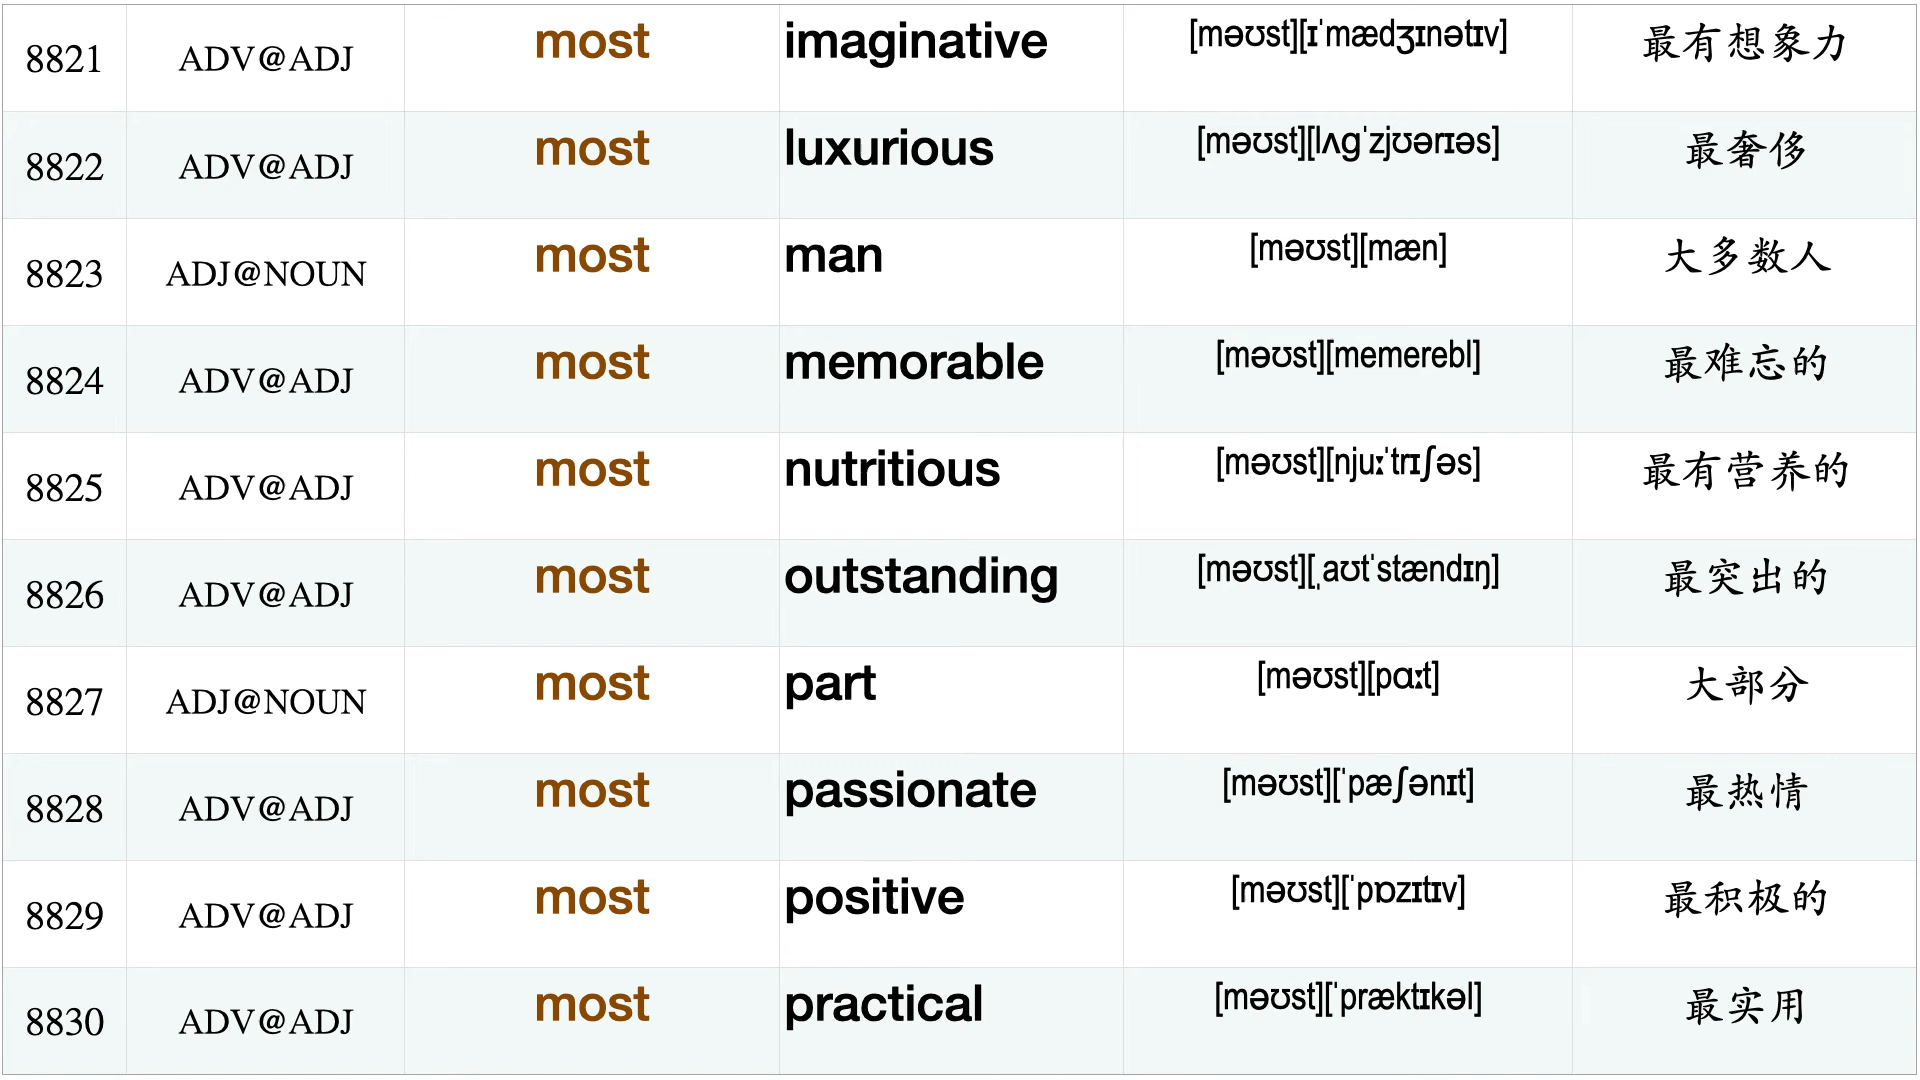 8821 ADV@ADJ most imaginative [məʊst][ɪˈmædʒɪnətɪv] 最有想象力
8822 ADV@ADJ most luxurious [məʊst][lʌgˈzjʊərɪəs] 最奢侈
8823 ADJ@NOUN most man [məʊst][mæn] 大多数人
8824 ADV@ADJ most memorable [məʊst][memerebl] 最难忘的
8825 ADV@ADJ most nutritious [məʊst][njuːˈtrɪʃəs] 最有营养的
8826 ADV@ADJ most outstanding [məʊst][ˌaʊtˈstændɪŋ] 最突出的
8827 ADJ@NOUN most part [məʊst][pɑːt] 大部分
8828 ADV@ADJ most passionate [məʊst][ˈpæʃənɪt] 最热情
8829 ADV@ADJ most positive [məʊst][ˈpɒzɪtɪv] 最积极的
8830 ADV@ADJ most practical [məʊst][ˈpræktɪkəl] 最实用